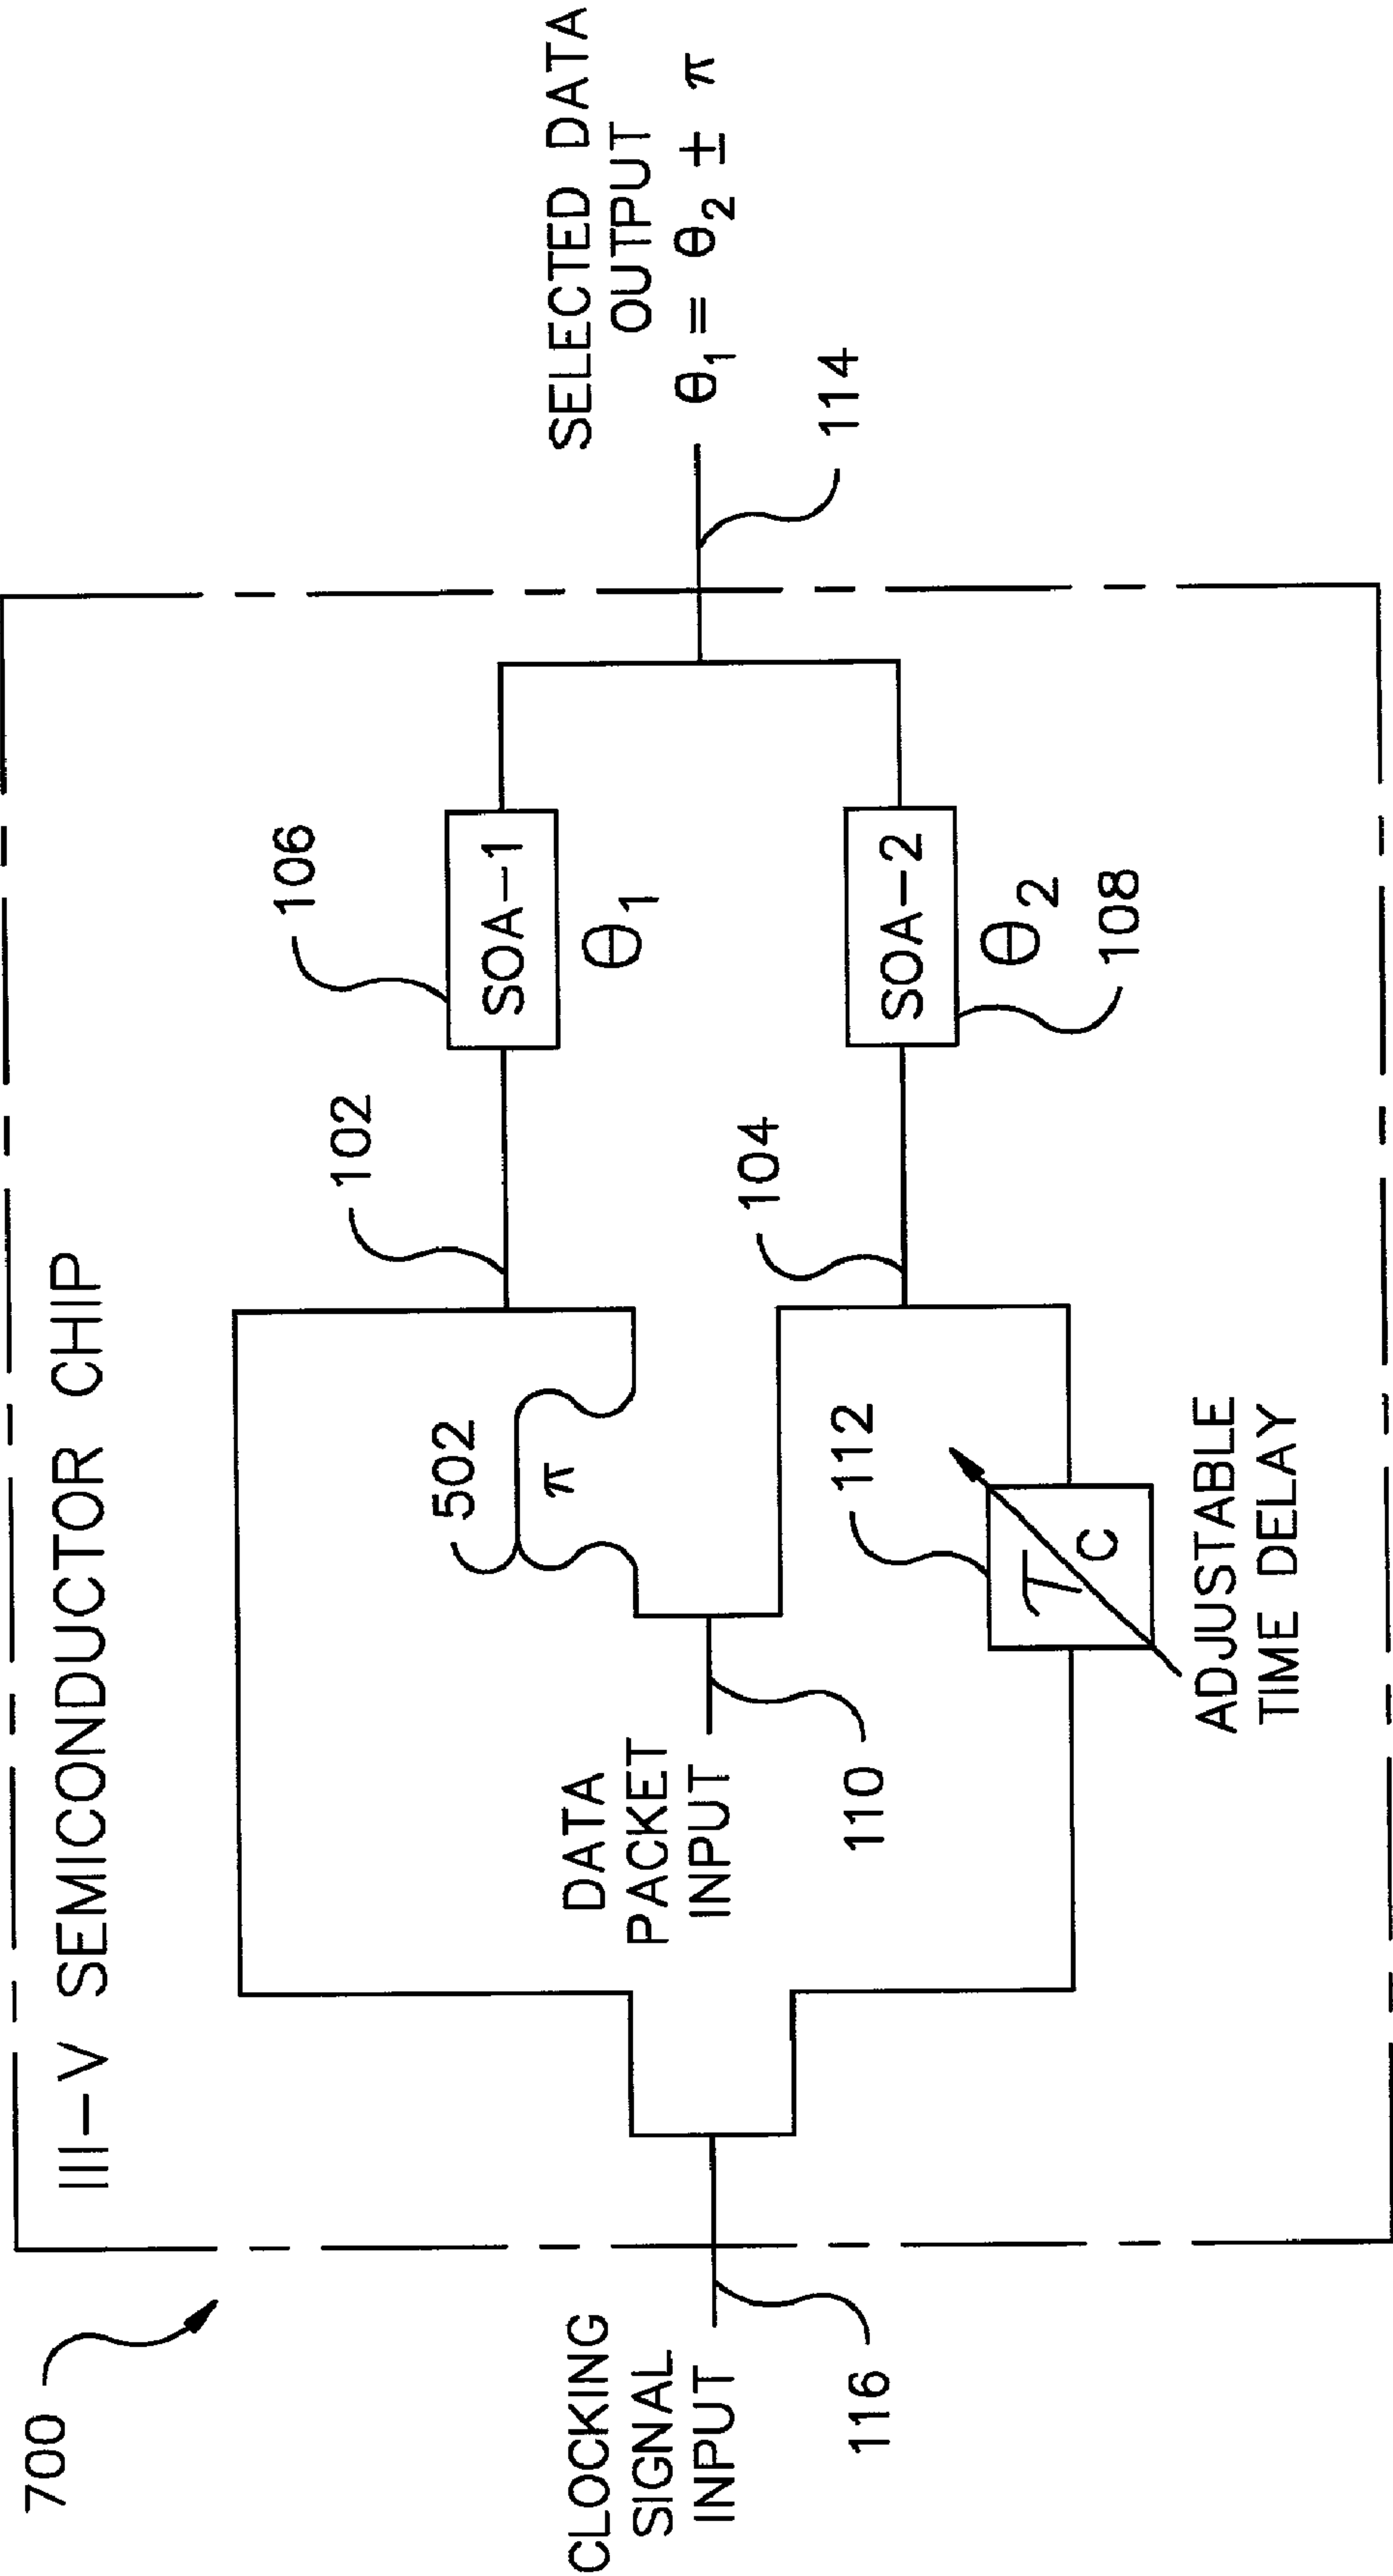 700
III-V SEMICONDUCTOR CHIP
CLOCKING
SIGNAL
INPUT
116
DATA
PACKET
INPUT
110
502
π
102
106
SOA-1
θ1
104
SOA-2
θ2
108
112
τC
ADJUSTABLE
TIME DELAY
SELECTED DATA
OUTPUT
θ1 = θ2 ± π
114